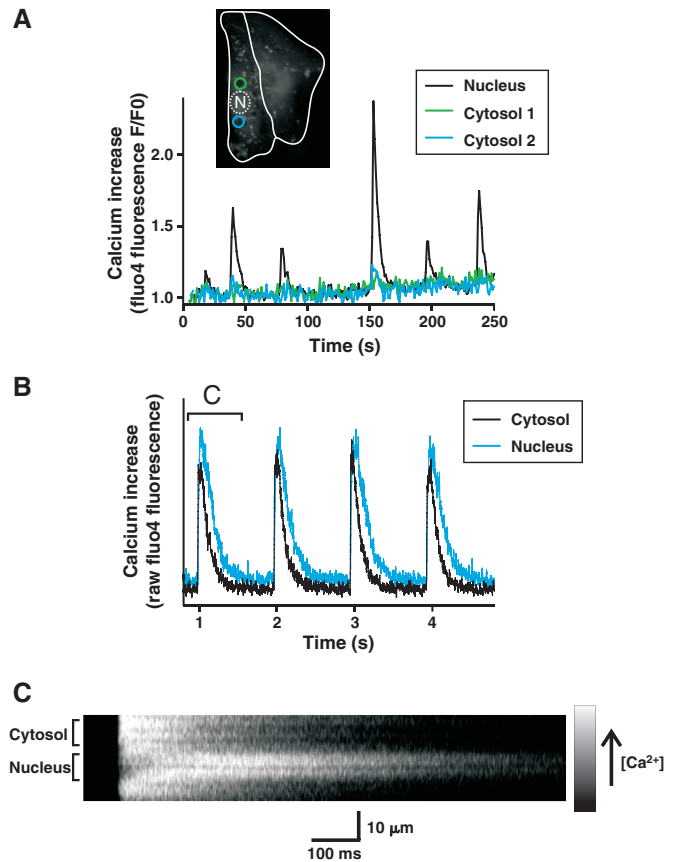 A
N
Nucleus
Cytosol 1
Cytosol 2
Calcium increase
(fluo4 fluorescence F/F0)
2.0
1.5
1.0
0
50
100
150
200
250
Time (s)
B
C
Cytosol
Nucleus
Calcium increase
(raw fluo4 fluorescence)
1
2
3
4
Time (s)
C
Cytosol
Nucleus
[Ca²⁺]
10 µm
100 ms